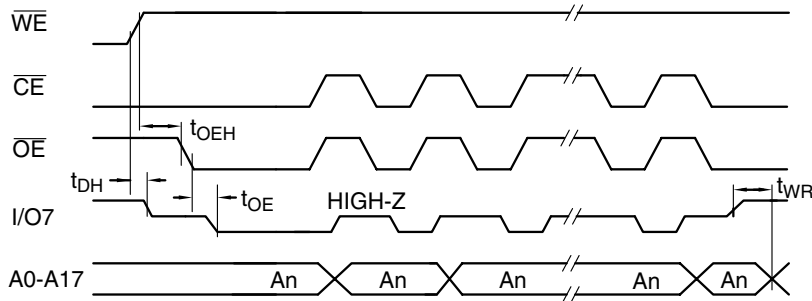 WE
CE
tOEH
OE
tDH
tOE
HIGH-Z
tWR
I/O7
A0-A17 An An An An An